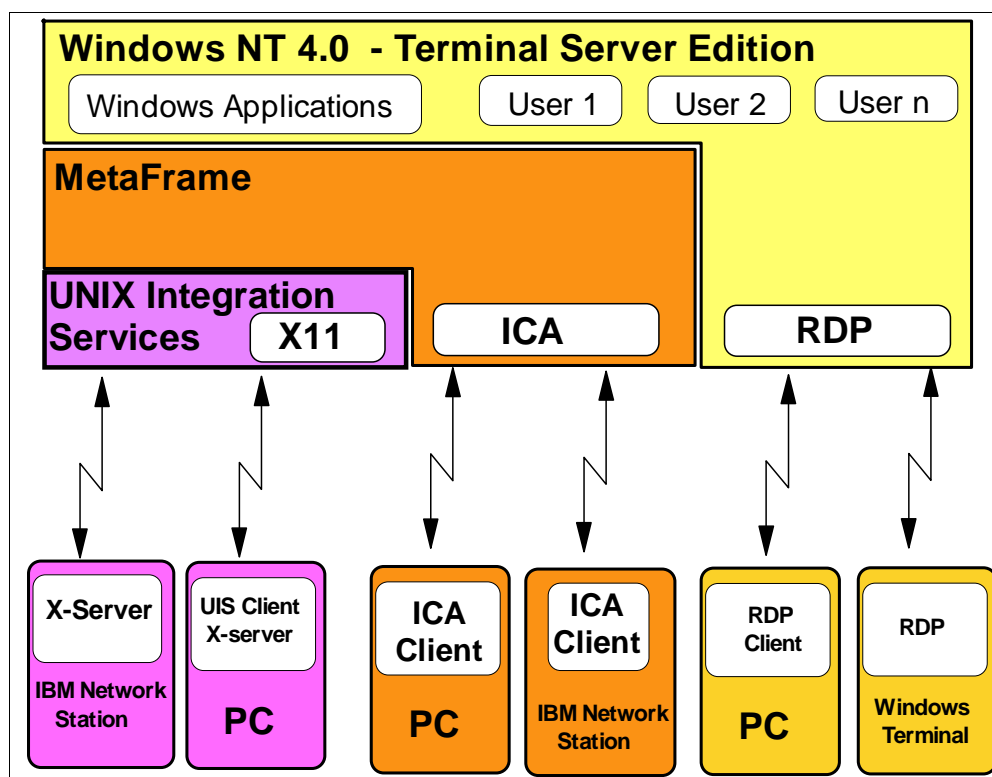 Windows NT 4.0 - Terminal Server Edition
Windows Applications
User 1
User 2
User n
MetaFrame
UNIX Integration
Services
X11
ICA
RDP
X-Server
IBM Network
Station
UIS Client
X-server
PC
ICA
Client
PC
ICA
Client
IBM Network
Station
RDP
Client
PC
RDP
Windows
Terminal